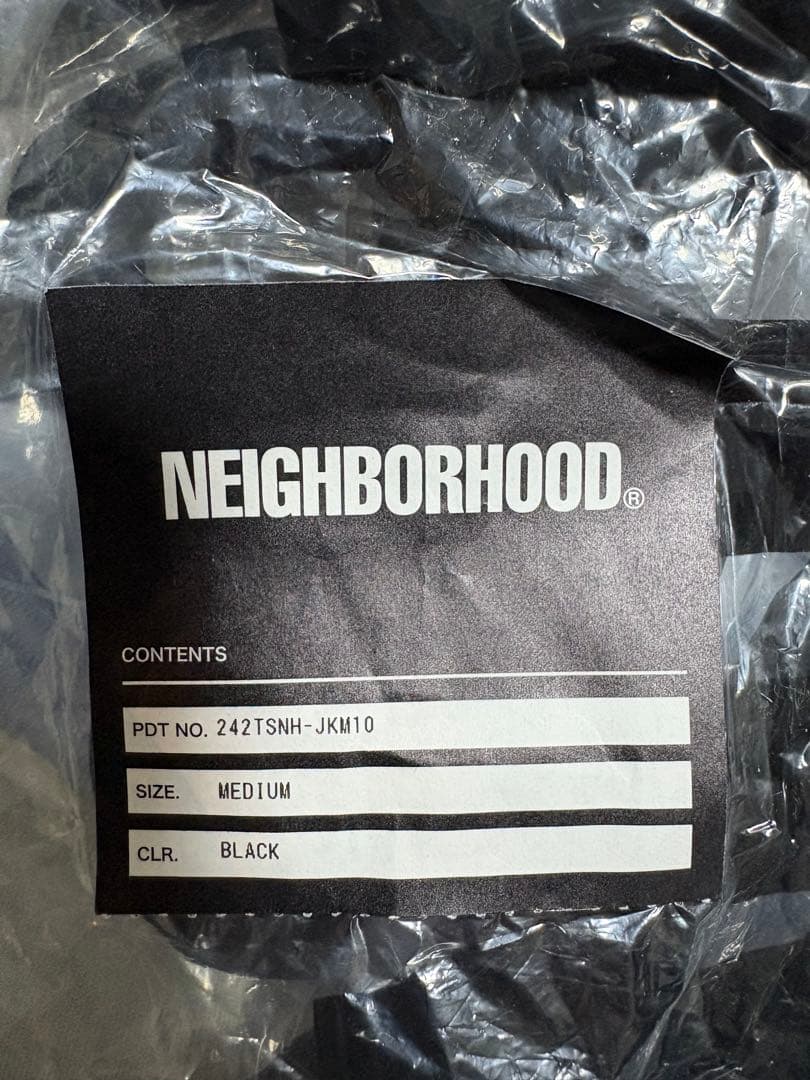 NEIGHBORHOOD®
CONTENTS
PDT NO. 242TSNH-JKM10
SIZE. MEDIUM
CLR. BLACK